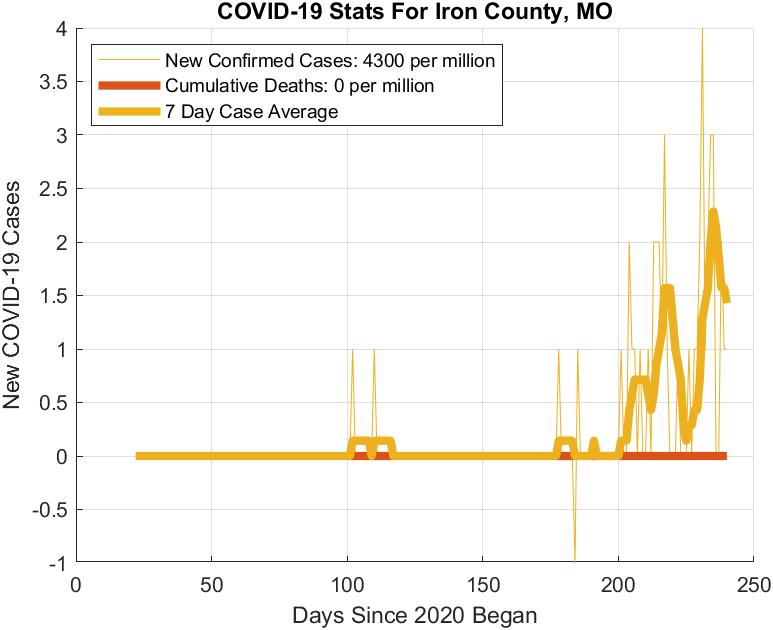 COVID-19 Stats For Iron County, MO
New Confirmed Cases: 4300 per million
Cumulative Deaths: 0 per million
7 Day Case Average
New COVID-19 Cases
4
3.5
3
2.5
2
1.5
1
0.5
0
-0.5
-1
0 50 100 150 200 250
Days Since 2020 Began